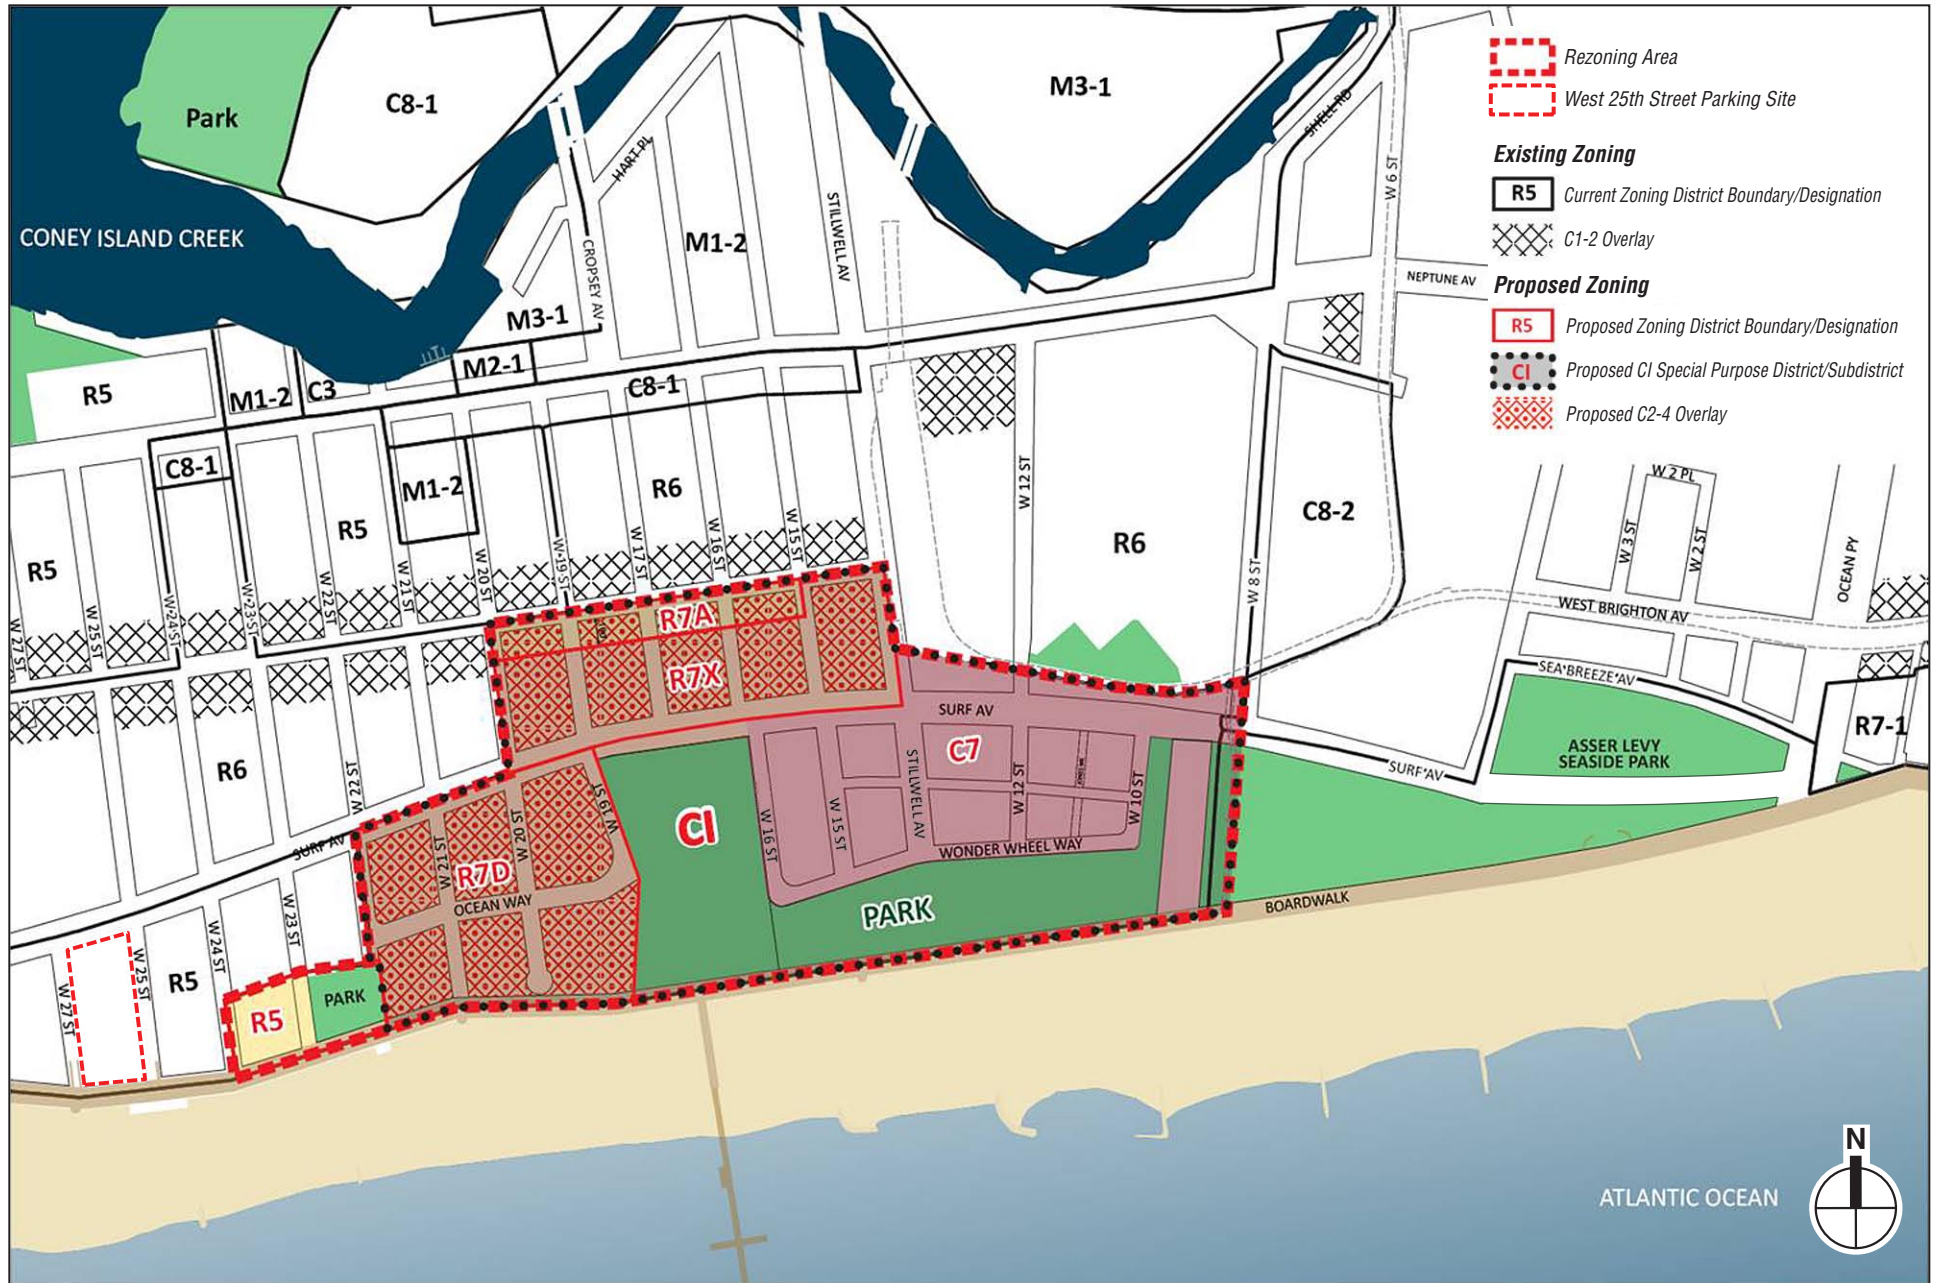 Rezoning Area
West 25th Street Parking Site
Existing Zoning
R5 Current Zoning District Boundary/Designation
C1-2 Overlay
Proposed Zoning
R5 Proposed Zoning District Boundary/Designation
CI Proposed CI Special Purpose District/Subdistrict
Proposed C2-4 Overlay
Park
C8-1
M3-1
SHELL RD
W 6 ST
HART PL
STILLWELL AV
CONEY ISLAND CREEK
M1-2
CROPSEY AV
NEPTUNE AV
M3-1
M2-1
C8-1
R5
M1-2
C3
C8-1
M1-2
R6
W 12 ST
C8-2
W 2 PL
R5
R5
R6
W 3 ST
W 2 ST
OCEAN PY
W 27 ST
W 25 ST
W 24 ST
W 23 ST
W 22 ST
W 21 ST
W 20 ST
W 19 ST
W 17 ST
W 16 ST
W 15 ST
W 8 ST
WEST BRIGHTON AV
R7A
R7X
SEA BREEZE AV
SURF AV
R7-1
C7
ASSER LEVY
SEASIDE PARK
SURF AV
R6
W 22 ST
STILLWELL AV
W 12 ST
W 10 ST
W 19 ST
CI
W 16 ST
W 15 ST
WONDER WHEEL WAY
SURF AV
W 21 ST
W 20 ST
R7D
OCEAN WAY
PARK
BOARDWALK
W 23 ST
W 24 ST
W 25 ST
R5
W 27 ST
PARK
R5
N
ATLANTIC OCEAN